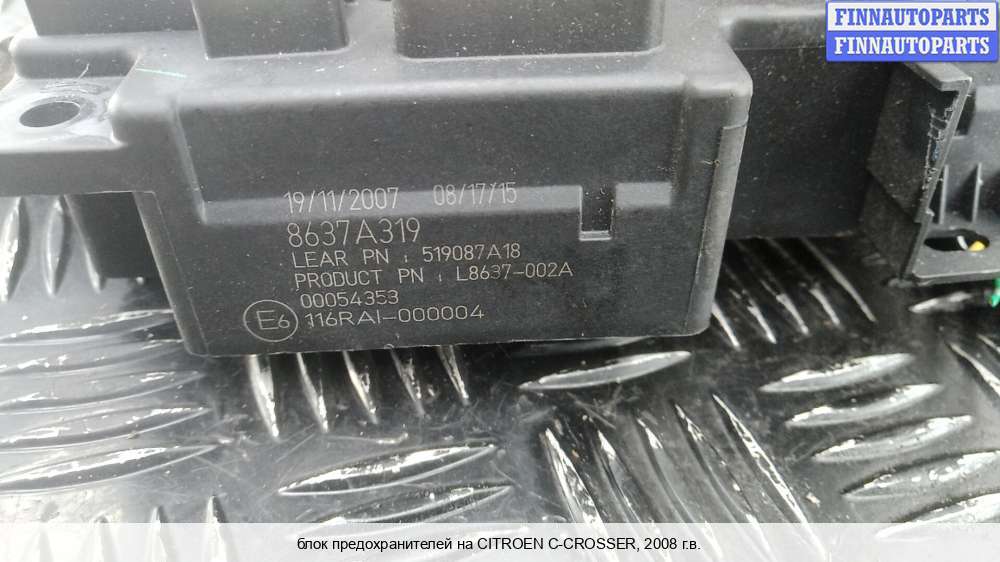 FINNAUTOPARTS
FINNAUTOPARTS
19/11/2007 08/17/15
8637A319
LEAR PN : 519087A18
PRODUCT PN : L8637-002A
00054353
E6 116RAI-000004
блок предохранителей на CITROEN C-CROSSER, 2008 г.в.